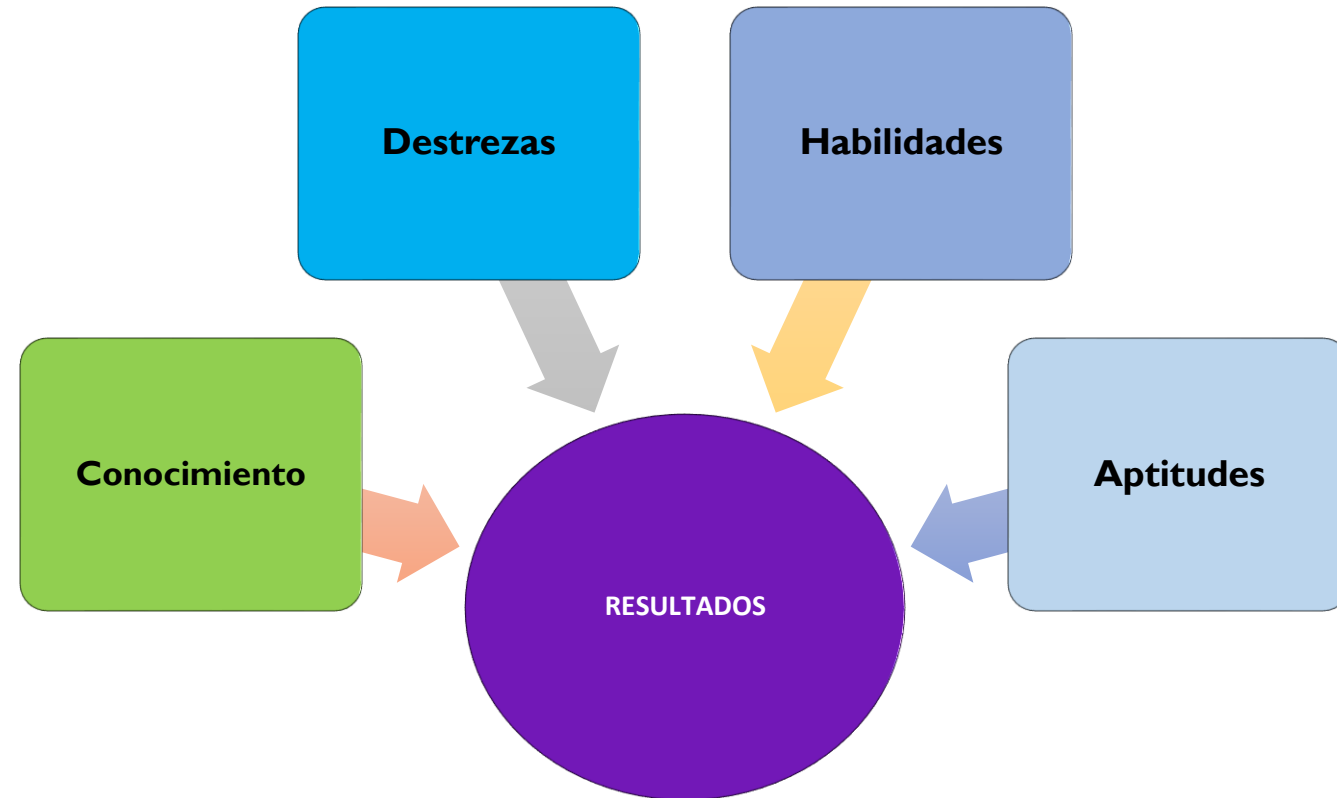 Destrezas
Habilidades
Conocimiento
Aptitudes
RESULTADOS